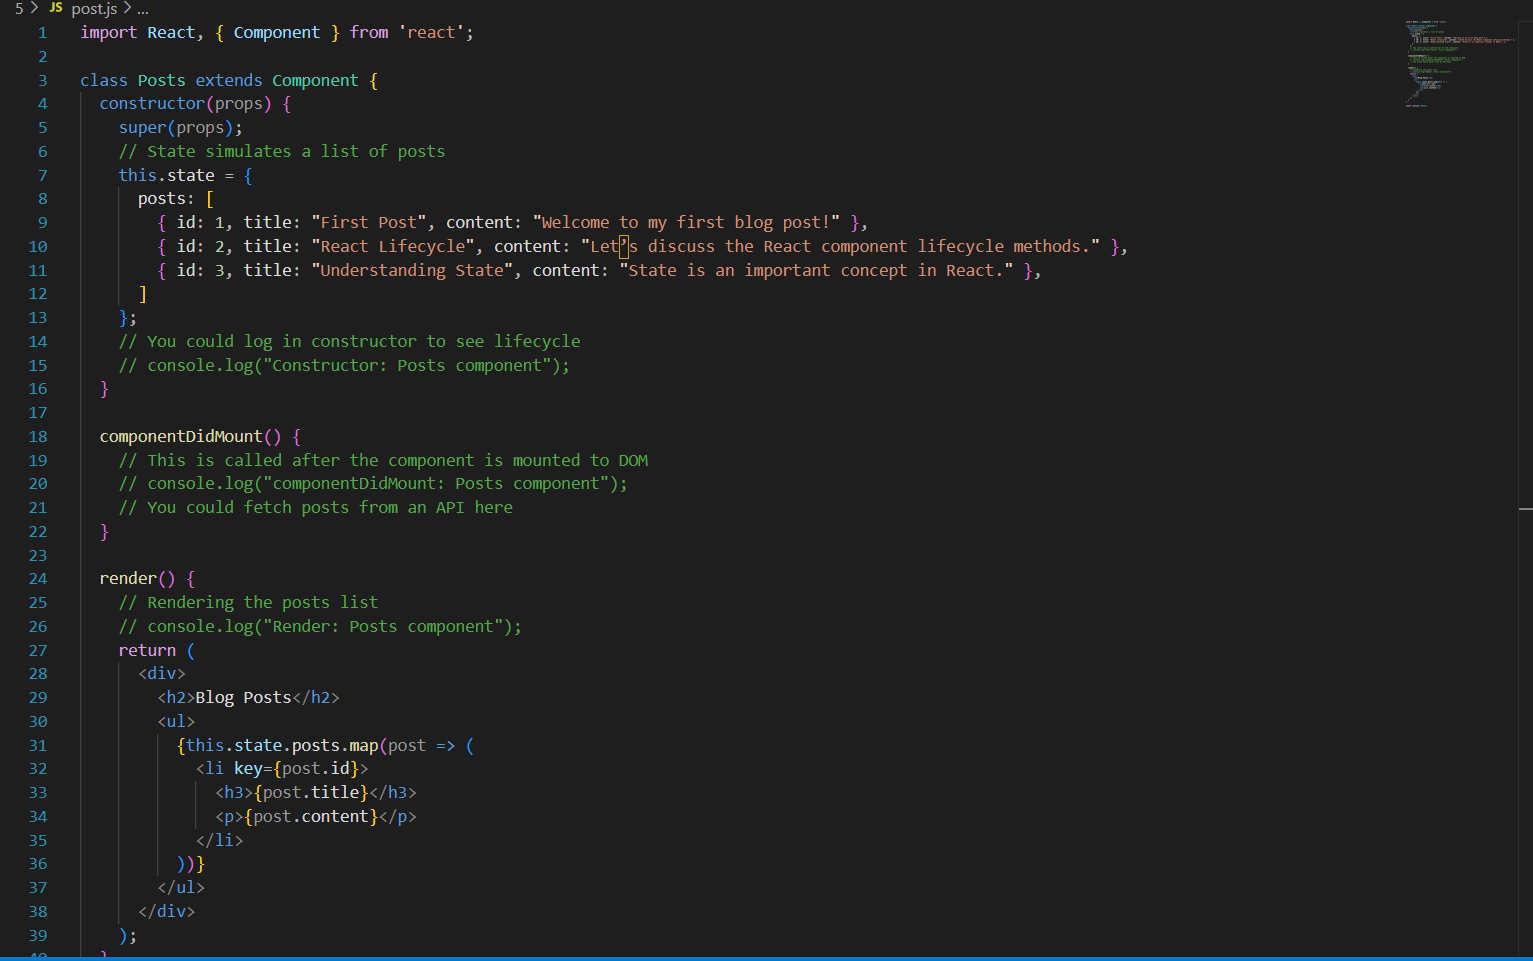 5 > JS post.js > ...
1 import React, { Component } from 'react';
2
3 class Posts extends Component {
4   constructor(props) {
5     super(props);
6     // State simulates a list of posts
7     this.state = {
8       posts: [
9         { id: 1, title: "First Post", content: "Welcome to my first blog post!" },
10         { id: 2, title: "React Lifecycle", content: "Let’s discuss the React component lifecycle methods." },
11         { id: 3, title: "Understanding State", content: "State is an important concept in React." },
12       ]
13     };
14     // You could log in constructor to see lifecycle
15     // console.log("Constructor: Posts component");
16   }
17
18   componentDidMount() {
19     // This is called after the component is mounted to DOM
20     // console.log("componentDidMount: Posts component");
21     // You could fetch posts from an API here
22   }
23
24   render() {
25     // Rendering the posts list
26     // console.log("Render: Posts component");
27     return (
28       <div>
29         <h2>Blog Posts</h2>
30         <ul>
31           {this.state.posts.map(post => (
32             <li key={post.id}>
33               <h3>{post.title}</h3>
34               <p>{post.content}</p>
35             </li>
36           ))}
37         </ul>
38       </div>
39     );
40   }